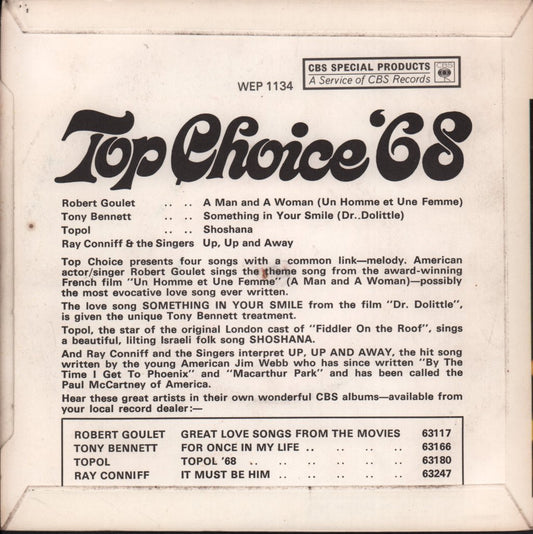 CBS SPECIAL PRODUCTS CBS
A Service of CBS Records
WEP 1134
Top Choice '68
Robert Goulet .. .. A Man and A Woman (Un Homme et Une Femme)
Tony Bennett .. .. Something in Your Smile (Dr..Dolittle)
Topol .. .. Shoshana
Ray Conniff & the Singers Up, Up and Away
Top Choice presents four songs with a common link—melody. American
actor/singer Robert Goulet sings the theme song from the award-winning
French film "Un Homme et Une Femme" (A Man and A Woman)—possibly
the most evocative love song ever written.
The love song SOMETHING IN YOUR SMILE from the film "Dr. Dolittle",
is given the unique Tony Bennett treatment.
Topol, the star of the original London cast of "Fiddler On the Roof", sings
a beautiful, lilting Israeli folk song SHOSHANA.
And Ray Conniff and the Singers interpret UP, UP AND AWAY, the hit song
written by the young American Jim Webb who has since written "By The
Time I Get To Phoenix" and "Macarthur Park" and has been called the
Paul McCartney of America.
Hear these great artists in their own wonderful CBS albums—available from
your local record dealer:—
ROBERT GOULET GREAT LOVE SONGS FROM THE MOVIES 63117
TONY BENNETT FOR ONCE IN MY LIFE .. .. .. .. 63166
TOPOL TOPOL '68 .. .. .. .. .. .. 63180
RAY CONNIFF IT MUST BE HIM .. .. .. .. .. 63247